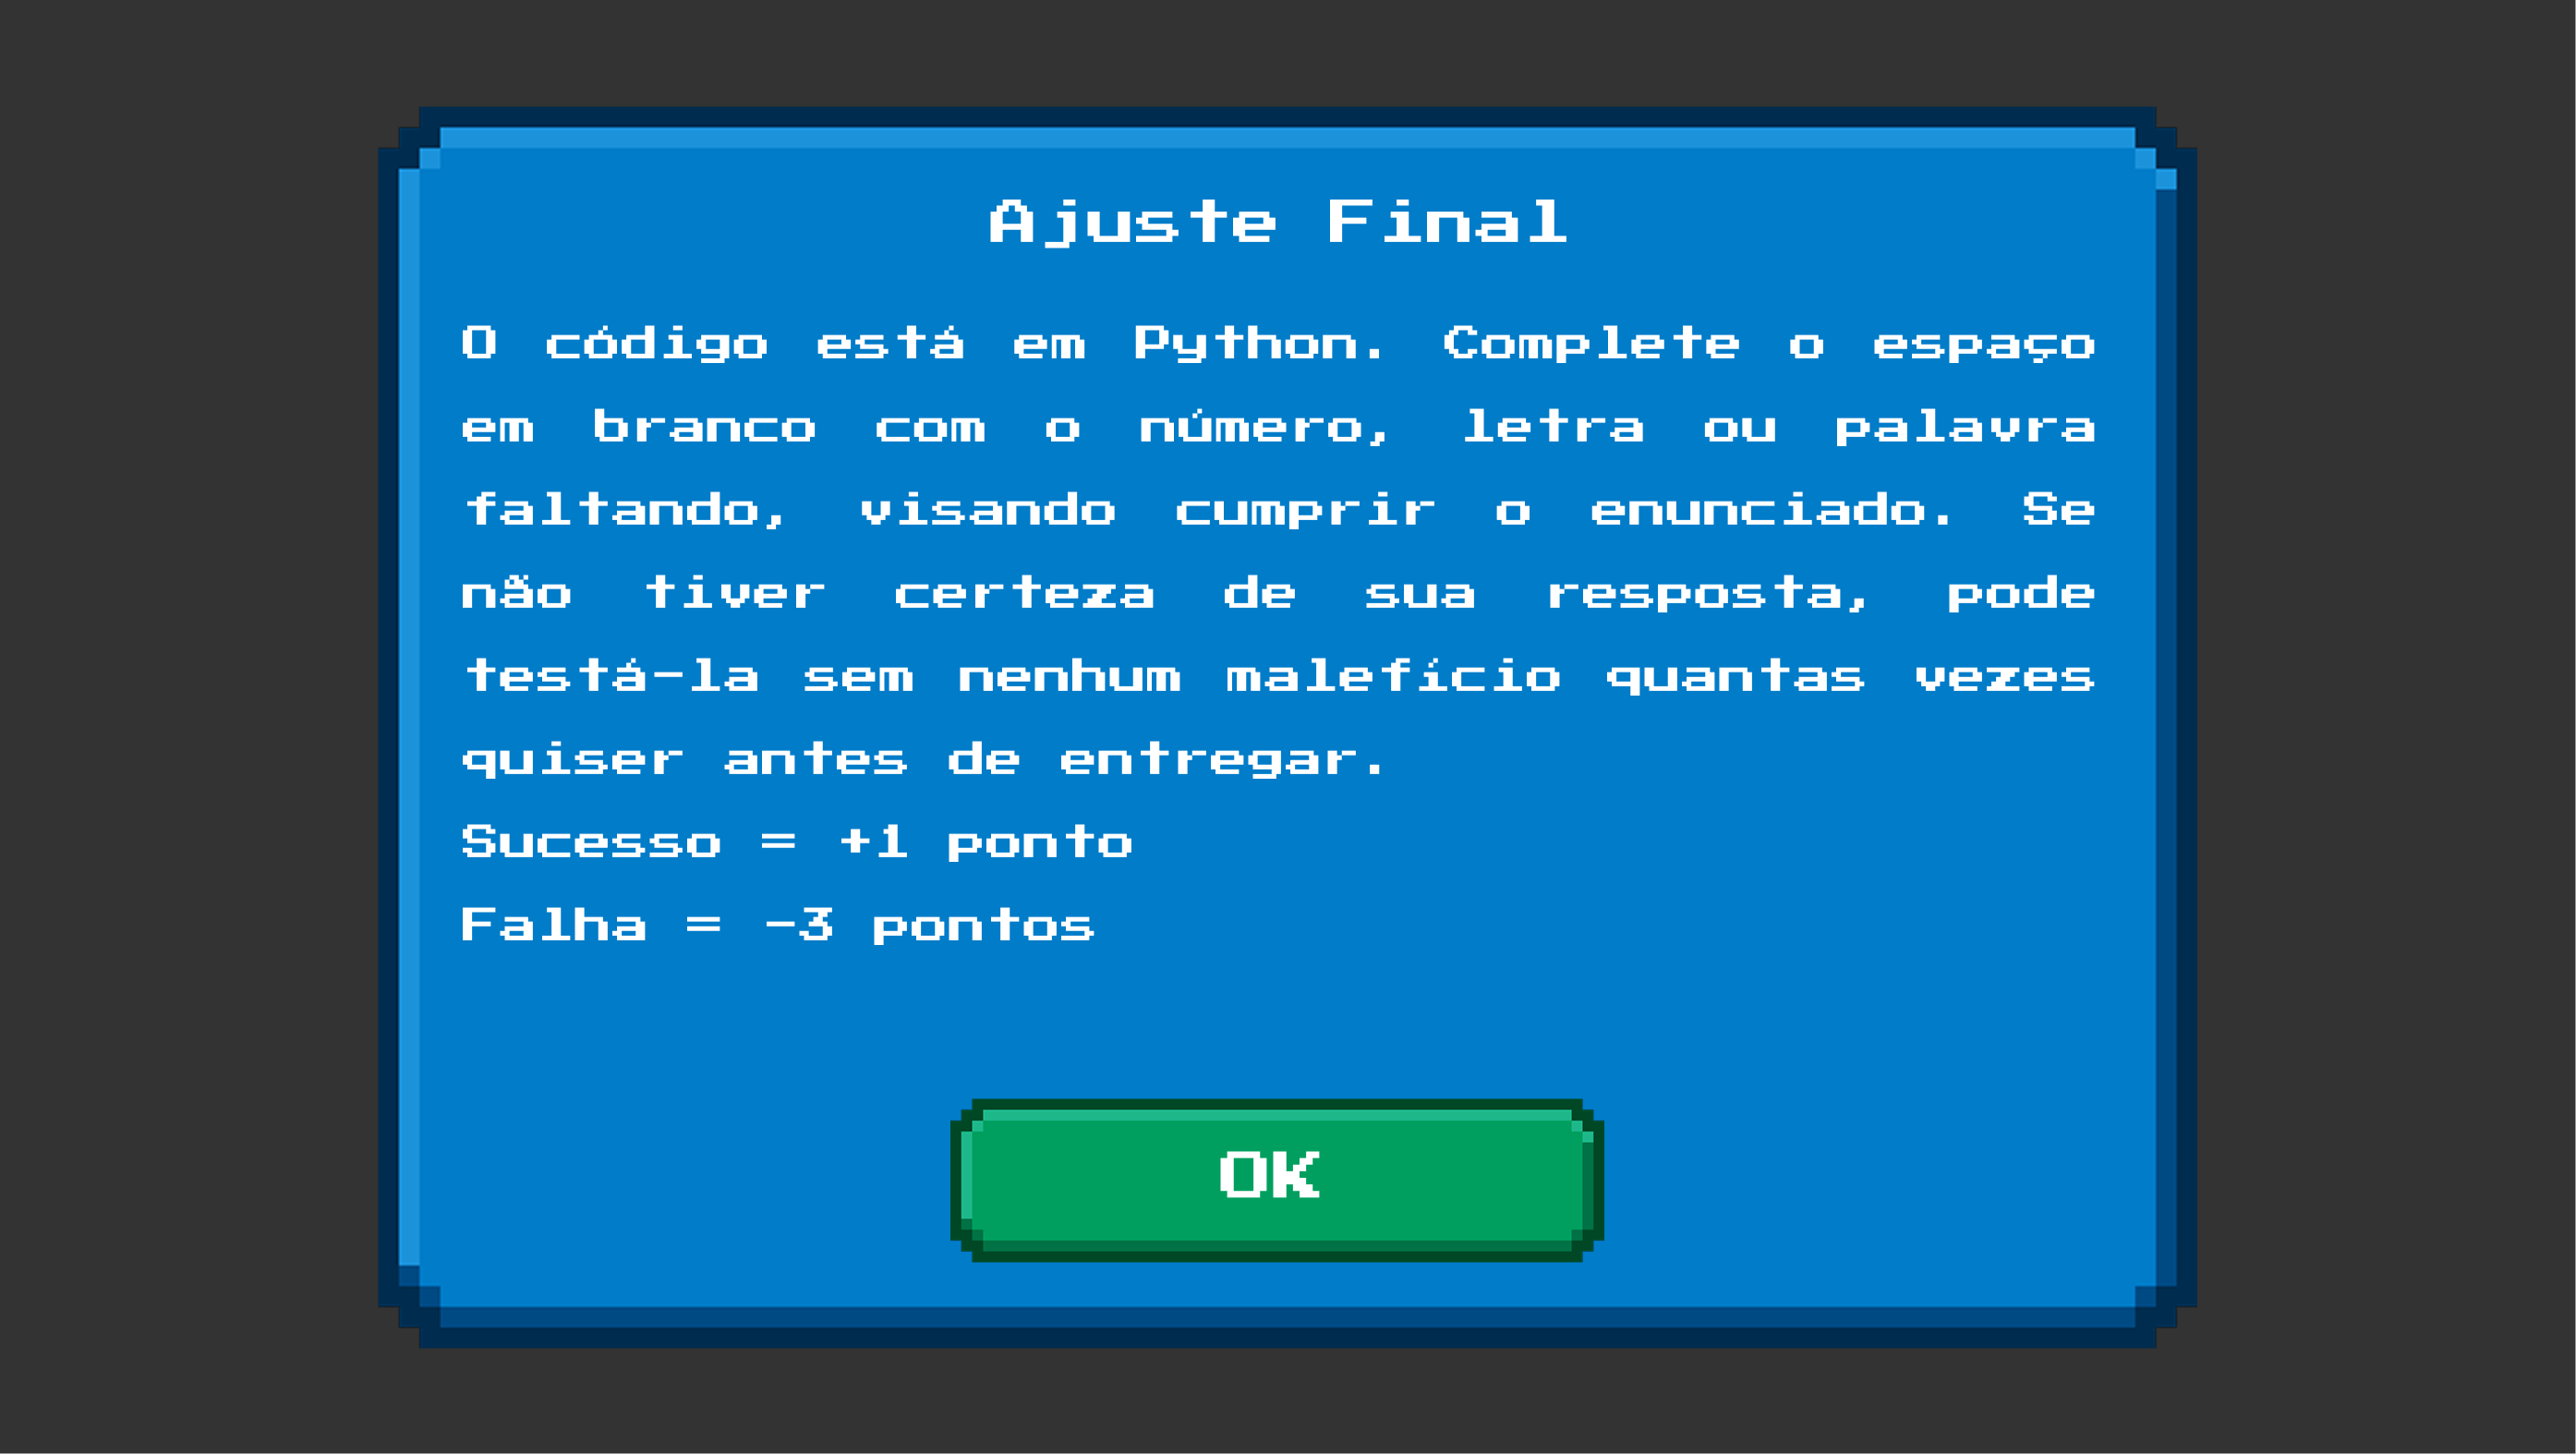 Ajuste Final
O código está em Python. Complete o espaço
em branco com o número, letra ou palavra
faltando, visando cumprir o enunciado. Se
não tiver certeza de sua resposta, pode
testá-la sem nenhum malefício quantas vezes
quiser antes de entregar.
Sucesso = +1 ponto
Falha = -3 pontos
OK